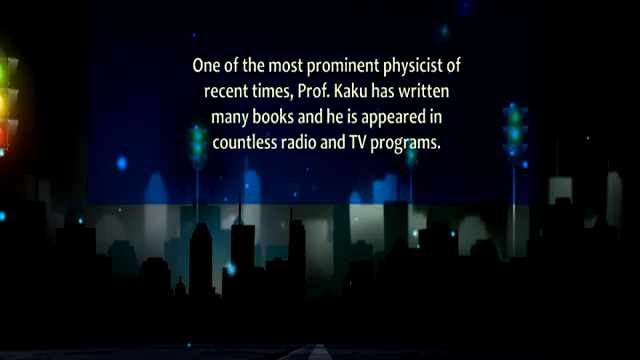 One of the most prominent physicist of
recent times, Prof. Kaku has written
many books and he is appeared in
countless radio and TV programs.